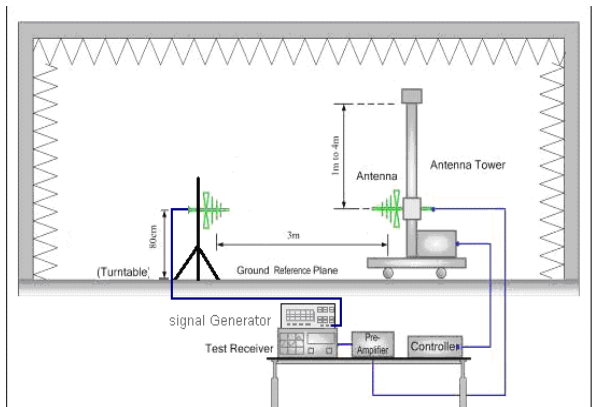 1m to 4m
Antenna Tower
Antenna
80cm
3m
(Turntable)
Ground Reference Plane
signal Generator
Test Receiver
Pre-
Amplifier
Controller